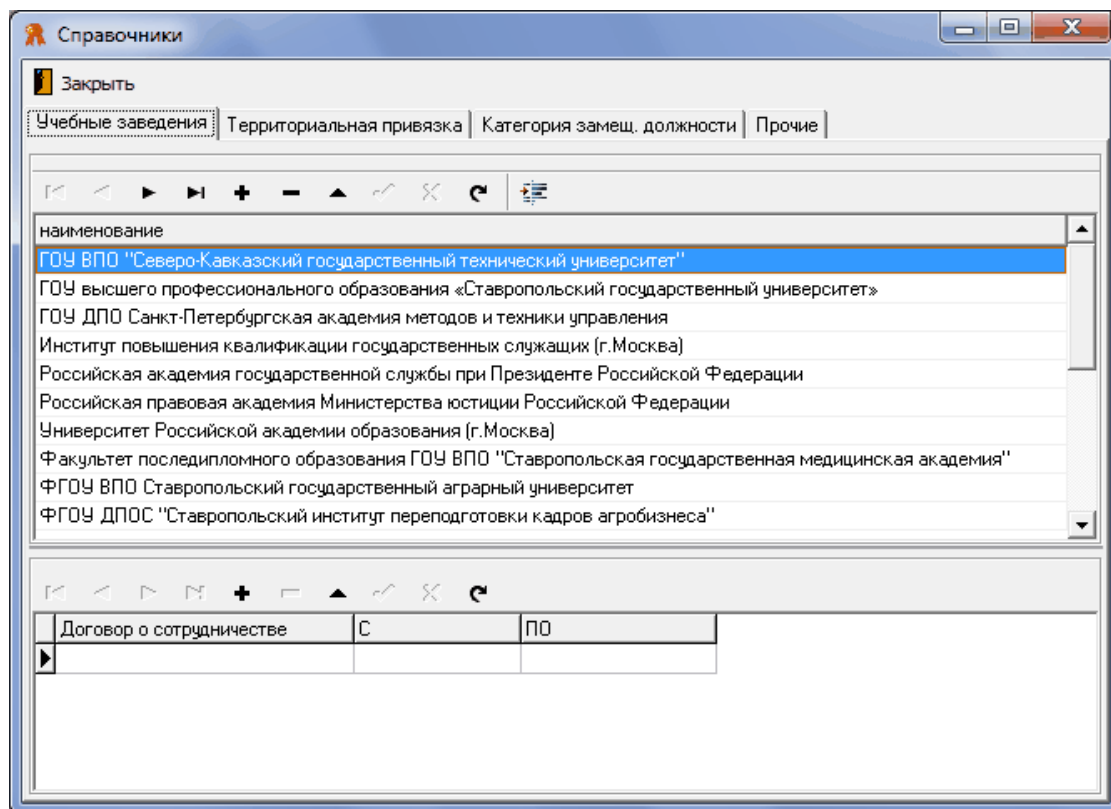 Справочники
Закрыть
Учебные заведения Территориальная привязка Категория замещ. должности Прочие
наименование
ГОУ ВПО "Северо-Кавказский государственный технический университет"
ГОУ высшего профессионального образования «Ставропольский государственный университет»
ГОУ ДПО Санкт-Петербургская академия методов и техники управления
Институт повышения квалификации государственных служащих (г.Москва)
Российская академия государственной службы при Президенте Российской Федерации
Российская правовая академия Министерства юстиции Российской Федерации
Университет Российской академии образования (г.Москва)
Факультет последипломного образования ГОУ ВПО "Ставропольская государственная медицинская академия"
ФГОУ ВПО Ставропольский государственный аграрный университет
ФГОУ ДПОС "Ставропольский институт переподготовки кадров агробизнеса"
Договор о сотрудничестве С ПО